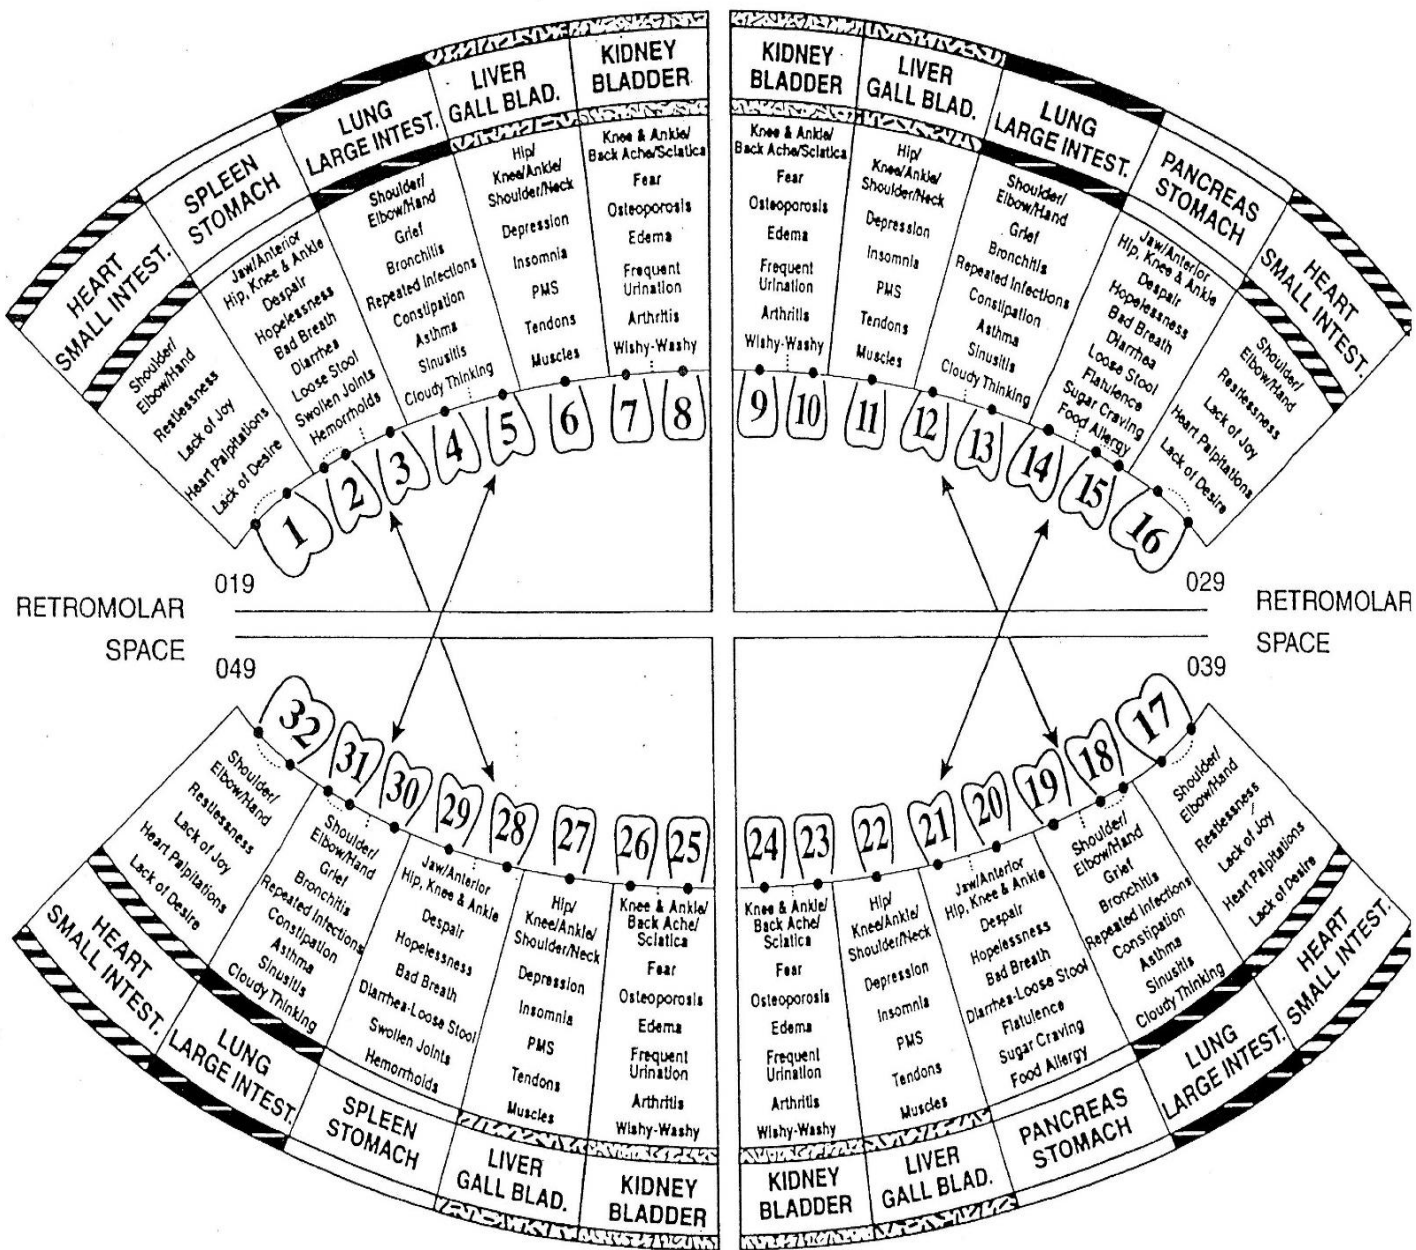 HEART
SMALL INTEST.
SPLEEN
STOMACH
LUNG
LARGE INTEST.
LIVER
GALL BLAD.
KIDNEY
BLADDER
KIDNEY
BLADDER
LIVER
GALL BLAD.
LUNG
LARGE INTEST.
PANCREAS
STOMACH
HEART
SMALL INTEST.
Shoulder/
Elbow/Hand
Restlessness
Lack of Joy
Heart Palpitations
Lack of Desire
Jaw/Anterior
Hip, Knee & Ankle
Despair
Hopelessness
Bad Breath
Diarrhea
Loose Stool
Swollen Joints
Hemorrholds
Shoulder/
Elbow/Hand
Grief
Bronchitis
Repeated Infections
Constipation
Asthma
Sinusitis
Cloudy Thinking
Hip/
Knee/Ankle/
Shoulder/Neck
Depression
Insomnia
PMS
Tendons
Muscles
Knee & Ankle/
Back Ache/Sciatica
Fear
Osteoporosis
Edema
Frequent
Urination
Arthritis
Wishy-Washy
Knee & Ankle/
Back Ache/Sciatica
Fear
Osteoporosis
Edema
Frequent
Urination
Arthritis
Wishy-Washy
Hip/
Knee/Ankle/
Shoulder/Neck
Depression
Insomnia
PMS
Tendons
Muscles
Shoulder/
Elbow/Hand
Grief
Bronchitis
Repeated Infections
Constipation
Asthma
Sinusitis
Cloudy Thinking
Jaw/Anterior
Hip, Knee & Ankle
Despair
Hopelessness
Bad Breath
Diarrhea
Loose Stool
Flatulence
Sugar Craving
Food Allergy
Shoulder/
Elbow/Hand
Restlessness
Lack of Joy
Heart Palpitations
Lack of Desire
1
2
3
4
5
6
7
8
9
10
11
12
13
14
15
16
019
029
RETROMOLAR
SPACE
RETROMOLAR
SPACE
049
039
32
31
30
29
28
27
26
25
24
23
22
21
20
19
18
17
Shoulder/
Elbow/Hand
Restlessness
Lack of Joy
Heart Palpitations
Lack of Desire
Shoulder/
Elbow/Hand
Grief
Bronchitis
Repeated Infections
Constipation
Asthma
Sinusitis
Cloudy Thinking
Jaw/Anterior
Hip, Knee & Ankle
Despair
Hopelessness
Bad Breath
Diarrhea-Loose Stool
Swollen Joints
Hemorrholds
Hip/
Knee/Ankle/
Shoulder/Neck
Depression
Insomnia
PMS
Tendons
Muscles
Knee & Ankle/
Back Ache/
Sciatica
Fear
Osteoporosis
Edema
Frequent
Urination
Arthritis
Wishy-Washy
Knee & Ankle/
Back Ache/
Sciatica
Fear
Osteoporosis
Edema
Frequent
Urination
Arthritis
Wishy-Washy
Hip/
Knee/Ankle/
Shoulder/Neck
Depression
Insomnia
PMS
Tendons
Muscles
Jaw/Anterior
Hip, Knee & Ankle
Despair
Hopelessness
Bad Breath
Diarrhea-Loose Stool
Flatulence
Sugar Craving
Food Allergy
Shoulder/
Elbow/Hand
Grief
Bronchitis
Repeated Infections
Constipation
Asthma
Sinusitis
Cloudy Thinking
Shoulder/
Elbow/Hand
Restlessness
Lack of Joy
Heart Palpitations
Lack of Desire
HEART
SMALL INTEST.
LUNG
LARGE INTEST.
SPLEEN
STOMACH
LIVER
GALL BLAD.
KIDNEY
BLADDER
KIDNEY
BLADDER
LIVER
GALL BLAD.
PANCREAS
STOMACH
LUNG
LARGE INTEST.
HEART
SMALL INTEST.